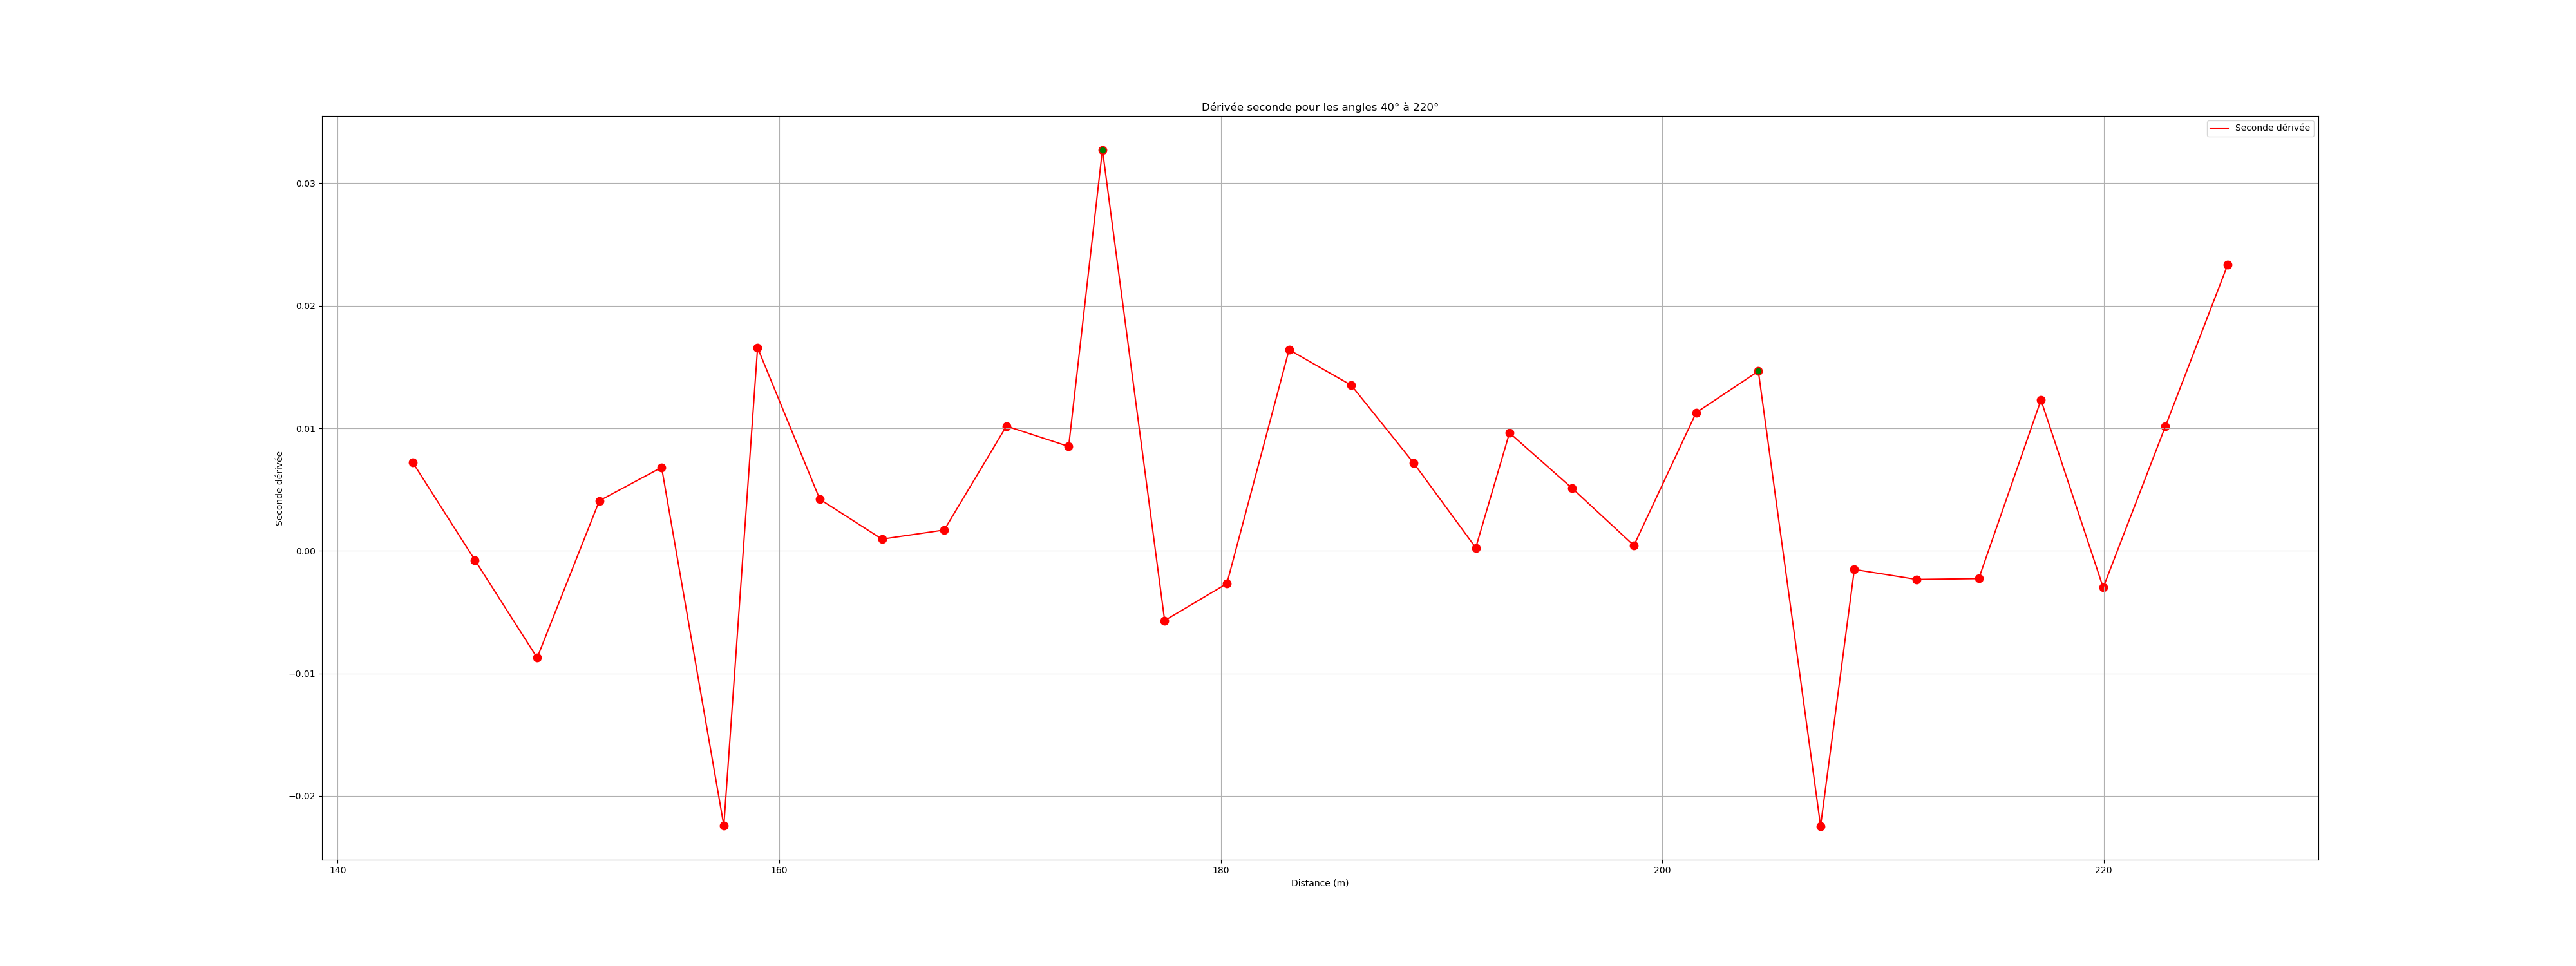 Dérivée seconde pour les angles 40° à 220°
Seconde dérivée
0.03
0.02
0.01
0.00
−0.01
−0.02
Seconde dérivée
140
160
180
200
220
Distance (m)